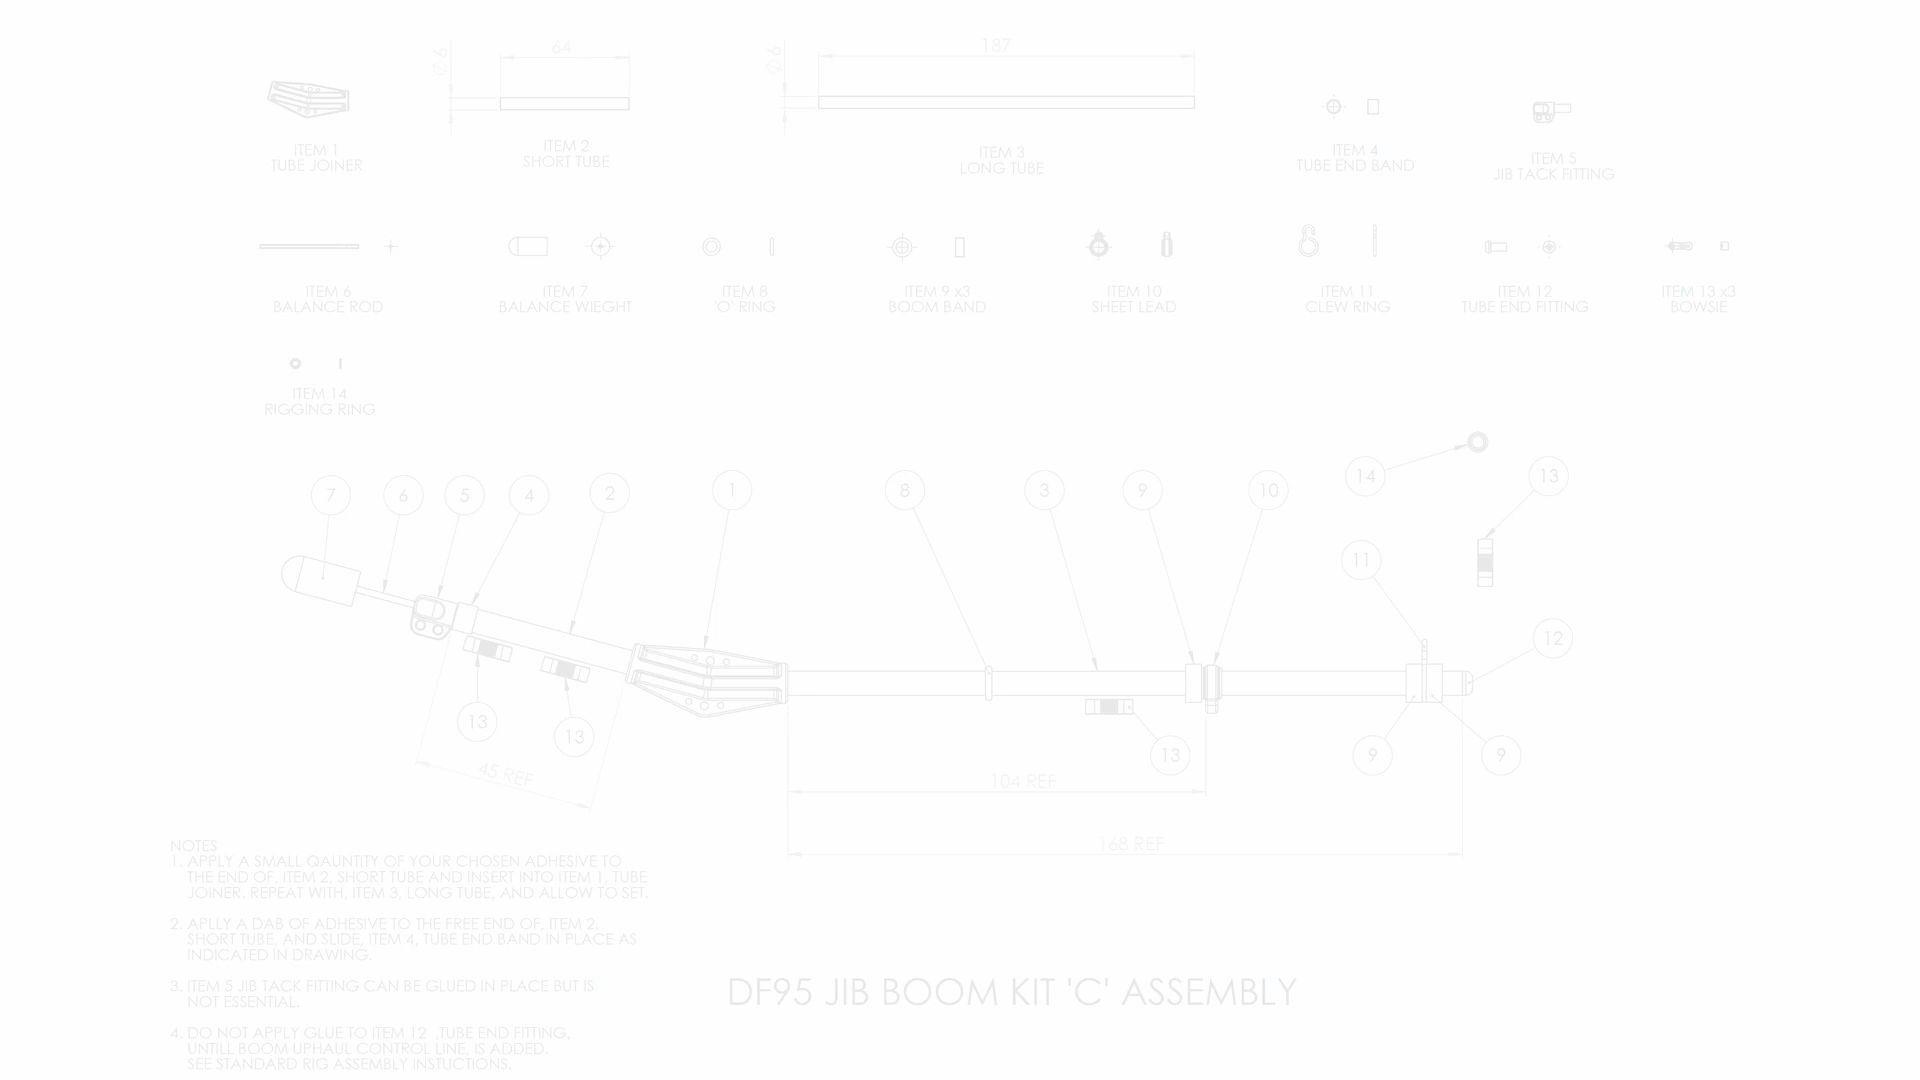 ⌀ 6
64
⌀ 6
187
ITEM 1
TUBE JOINER
ITEM 2
SHORT TUBE
ITEM 3
LONG TUBE
ITEM 4
TUBE END BAND
ITEM 5
JIB TACK FITTING
ITEM 6
BALANCE ROD
ITEM 7
BALANCE WIEGHT
ITEM 8
'O' RING
ITEM 9 x3
BOOM BAND
ITEM 10
SHEET LEAD
ITEM 11
CLEW RING
ITEM 12
TUBE END FITTING
ITEM 13 x3
BOWSIE
ITEM 14
RIGGING RING
7
6
5
4
2
1
8
3
9
10
14
13
11
12
13
13
13
9
9
45 REF
104 REF
168 REF
NOTES
1. APPLY A SMALL QAUNTITY OF YOUR CHOSEN ADHESIVE TO
THE END OF, ITEM 2, SHORT TUBE AND INSERT INTO ITEM 1, TUBE
JOINER. REPEAT WITH, ITEM 3, LONG TUBE, AND ALLOW TO SET.
2. APLLY A DAB OF ADHESIVE TO THE FREE END OF, ITEM 2,
SHORT TUBE, AND SLIDE, ITEM 4, TUBE END BAND IN PLACE AS
INDICATED IN DRAWING.
3. ITEM 5 JIB TACK FITTING CAN BE GLUED IN PLACE BUT IS
NOT ESSENTIAL.
4. DO NOT APPLY GLUE TO ITEM 12 ,TUBE END FITTING,
UNTILL BOOM UPHAUL CONTROL LINE, IS ADDED.
SEE STANDARD RIG ASSEMBLY INSTUCTIONS.
DF95 JIB BOOM KIT 'C' ASSEMBLY